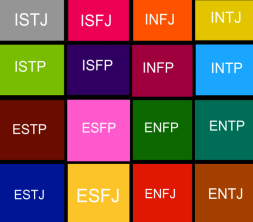 ISTJ ISFJ INFJ INTJ
ISTP ISFP INFP INTP
ESTP ESFP ENFP ENTP
ESTJ ESFJ ENFJ ENTJ